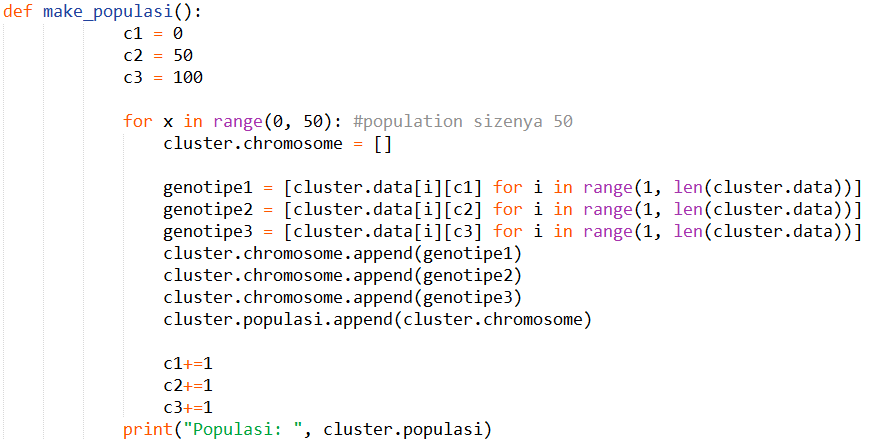 def make_populasi():
            c1 = 0
            c2 = 50
            c3 = 100

            for x in range(0, 50): #population sizenya 50
                cluster.chromosome = []

                genotipe1 = [cluster.data[i][c1] for i in range(1, len(cluster.data))]
                genotipe2 = [cluster.data[i][c2] for i in range(1, len(cluster.data))]
                genotipe3 = [cluster.data[i][c3] for i in range(1, len(cluster.data))]
                cluster.chromosome.append(genotipe1)
                cluster.chromosome.append(genotipe2)
                cluster.chromosome.append(genotipe3)
                cluster.populasi.append(cluster.chromosome)

                c1+=1
                c2+=1
                c3+=1
            print("Populasi: ", cluster.populasi)